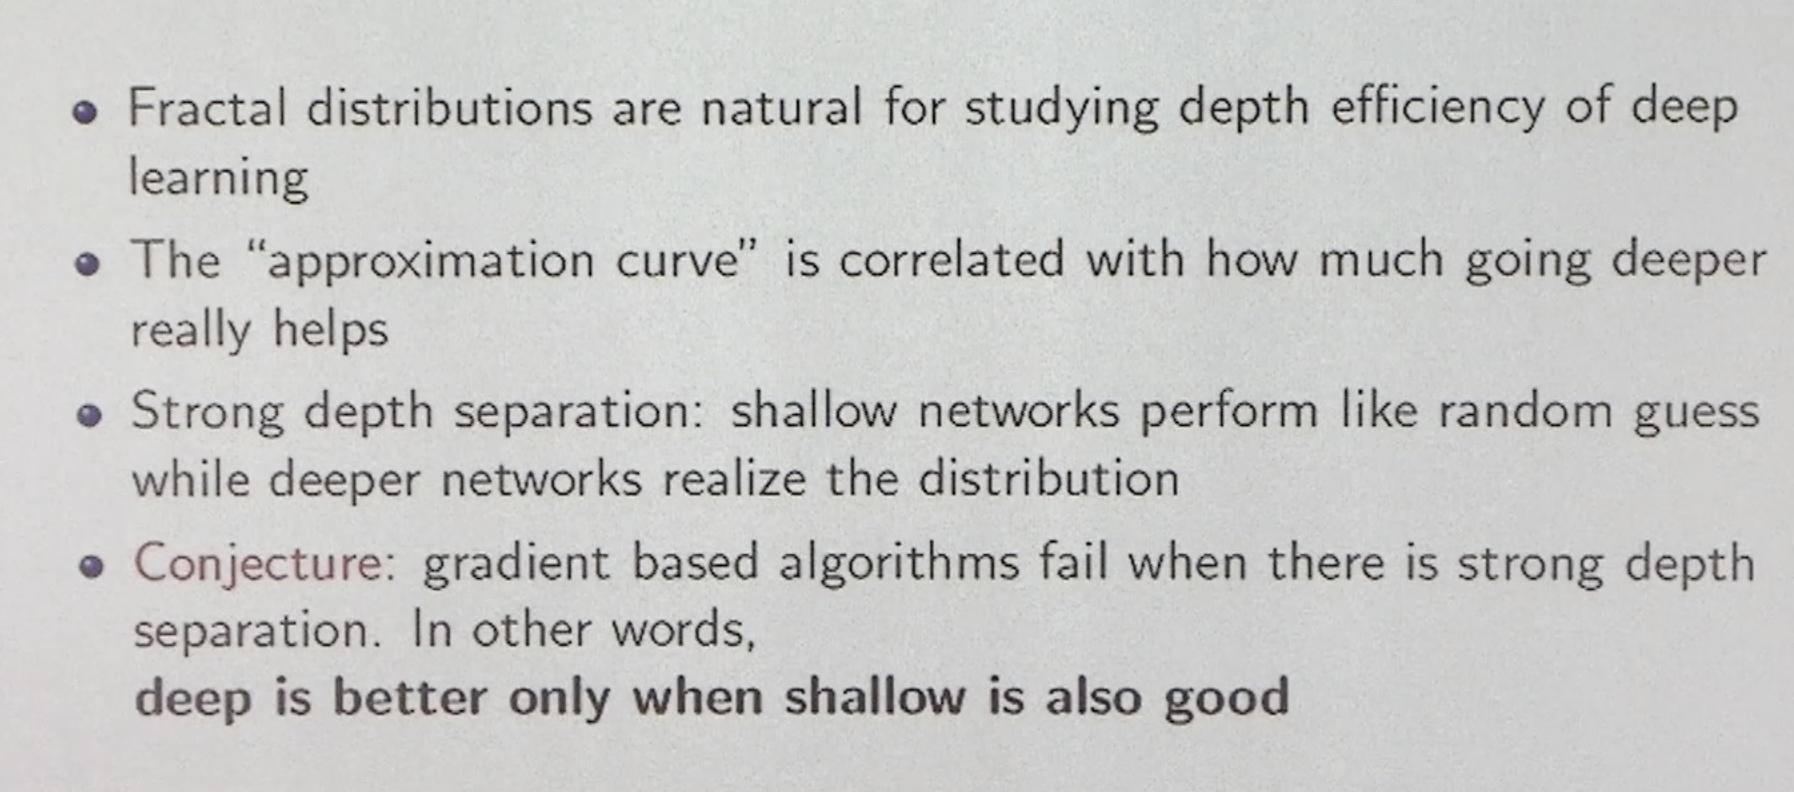 Fractal distributions are natural for studying depth efficiency of deep
learning
The “approximation curve” is correlated with how much going deeper
really helps
Strong depth separation: shallow networks perform like random guess
while deeper networks realize the distribution
Conjecture: gradient based algorithms fail when there is strong depth
separation. In other words,
deep is better only when shallow is also good